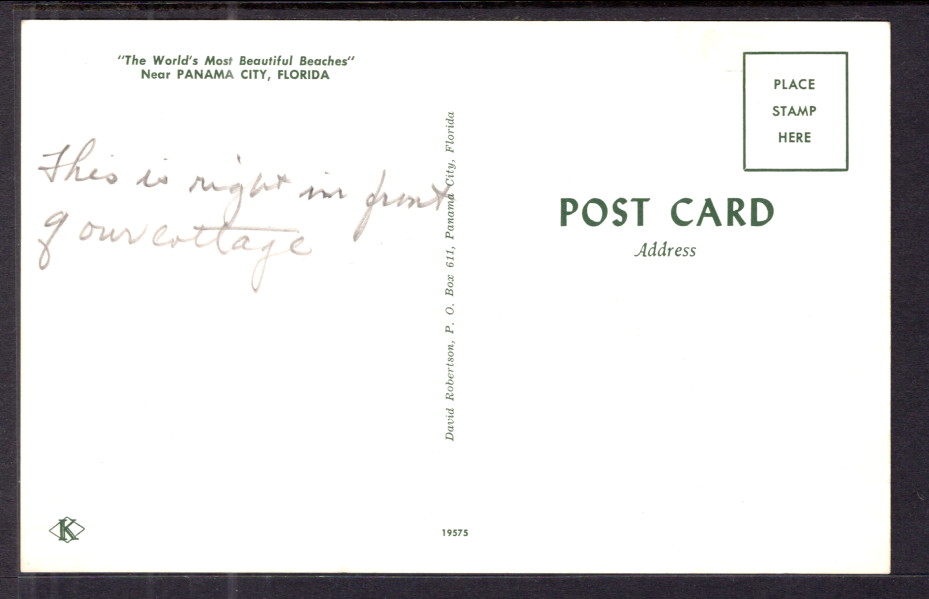 "The World's Most Beautiful Beaches"
Near PANAMA CITY, FLORIDA
This is right in front
of our cottage
David Robertson, P. O. Box 611, Panama City, Florida
PLACE
STAMP
HERE
POST CARD
Address
K
19575